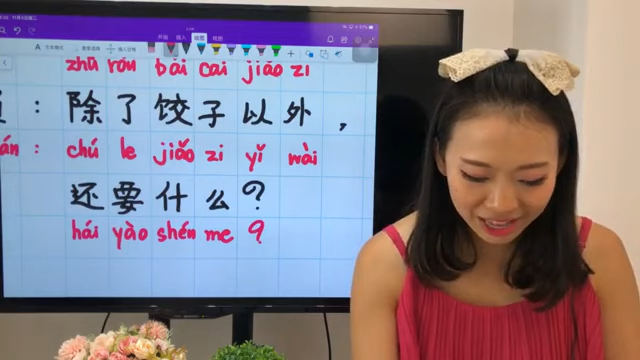 zhū ròu bái cài jiǎo zi
：除了饺子以外，
án : chú le jiǎo zi yǐ wài
还要什么？
hái yào shén me ?